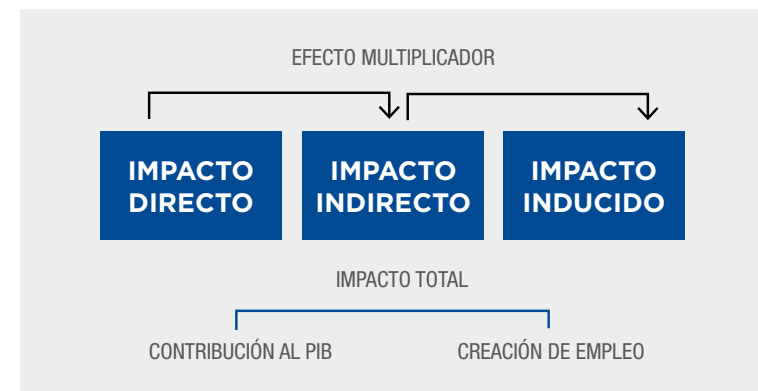 EFECTO MULTIPLICADOR
IMPACTO DIRECTO
IMPACTO INDIRECTO
IMPACTO INDUCIDO
IMPACTO TOTAL
CONTRIBUCIÓN AL PIB
CREACIÓN DE EMPLEO